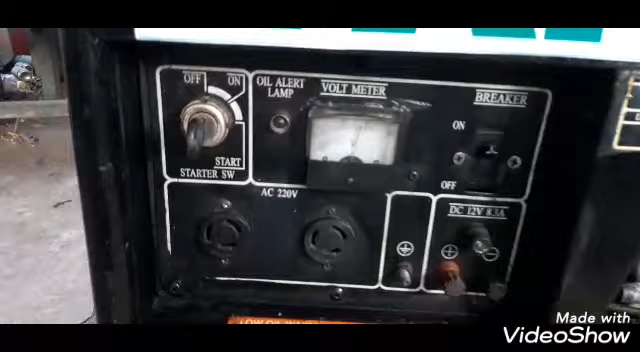 OFF ON
START
STARTER SW
OIL ALERT
LAMP
VOLT METER
BREAKER
ON
OFF
AC 220V
DC 12V 8.3A
Made with
VideoShow